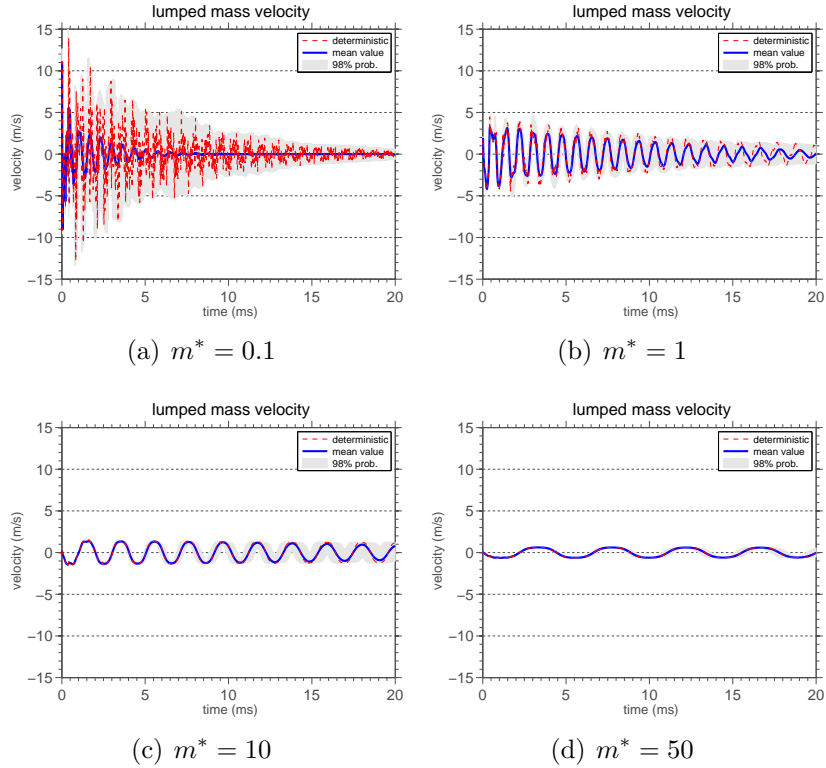 lumped mass velocity
deterministic
mean value
98% prob.
velocity (m/s)
15
10
5
0
−5
−10
−15
0
5
10
15
20
time (ms)
(a) m* = 0.1
lumped mass velocity
deterministic
mean value
98% prob.
velocity (m/s)
15
10
5
0
−5
−10
−15
0
5
10
15
20
time (ms)
(b) m* = 1
lumped mass velocity
deterministic
mean value
98% prob.
velocity (m/s)
15
10
5
0
−5
−10
−15
0
5
10
15
20
time (ms)
(c) m* = 10
lumped mass velocity
deterministic
mean value
98% prob.
velocity (m/s)
15
10
5
0
−5
−10
−15
0
5
10
15
20
time (ms)
(d) m* = 50